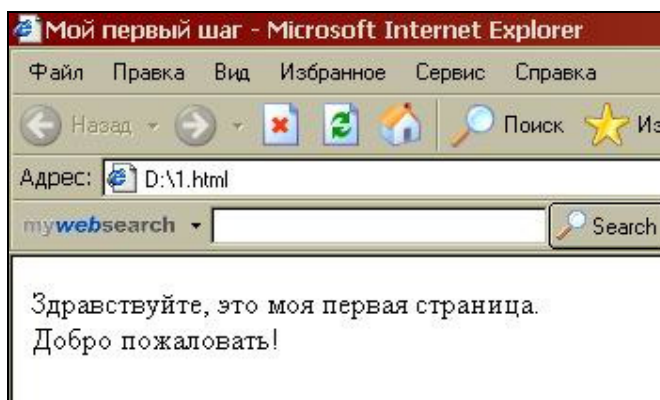 Мой первый шаг - Microsoft Internet Explorer
Файл Правка Вид Избранное Сервис Справка
Назад Поиск
Адрес: D:\1.html
mywebsearch Search
Здравствуйте, это моя первая страница.
Добро пожаловать!